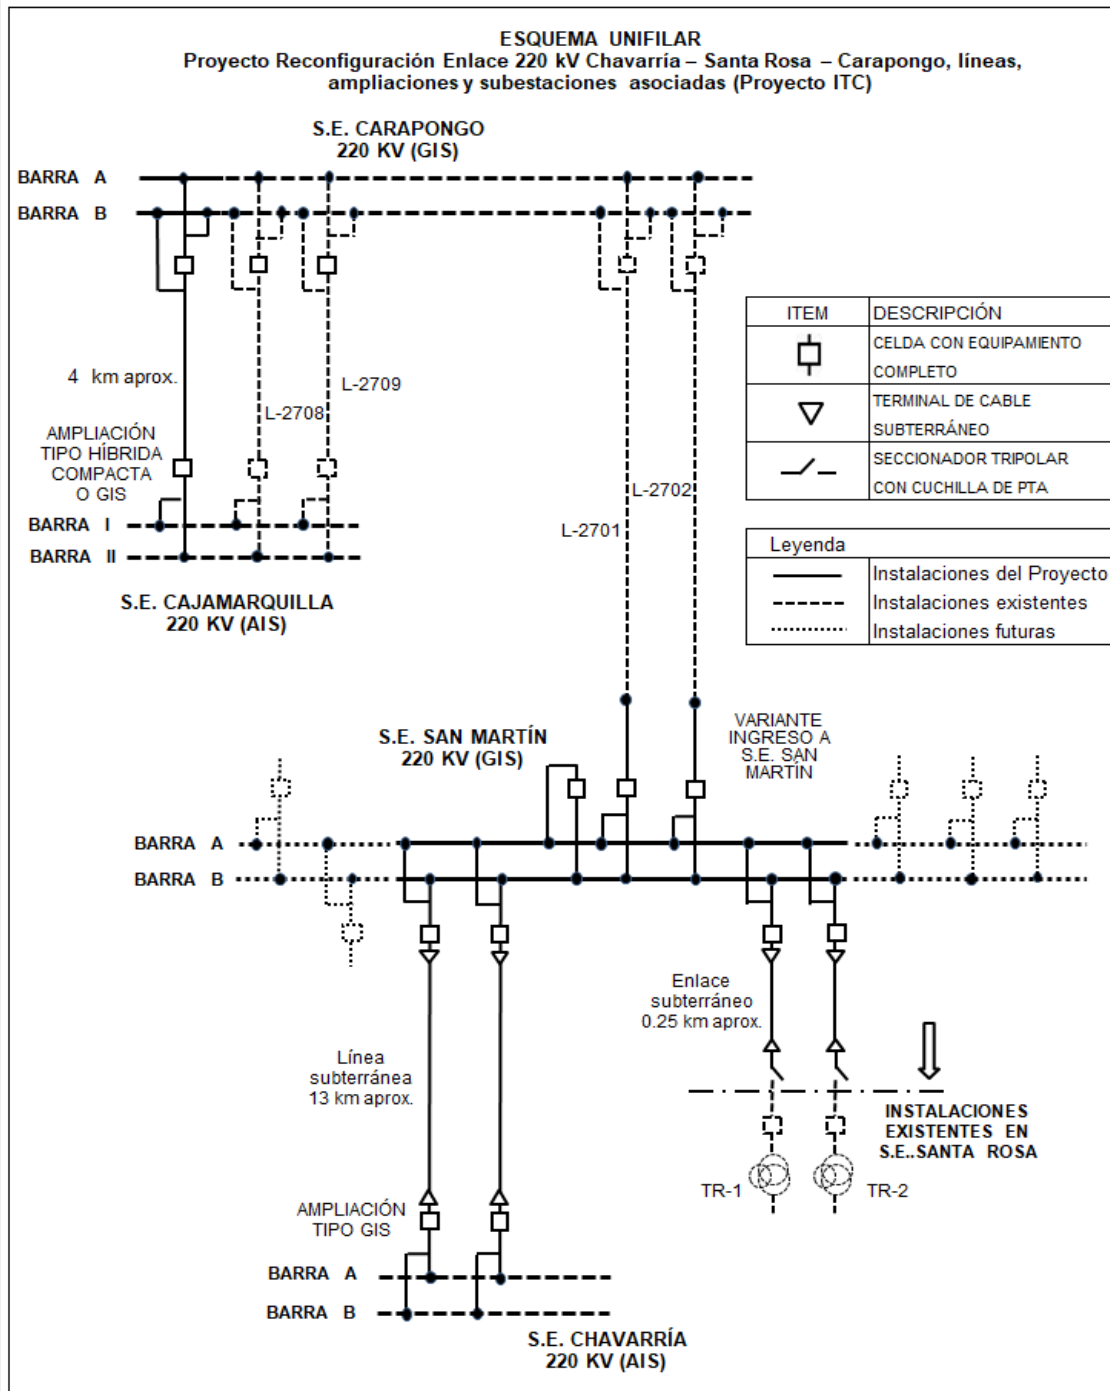 ESQUEMA UNIFILAR
Proyecto Reconfiguración Enlace 220 kV Chavarría – Santa Rosa – Carapongo, líneas,
ampliaciones y subestaciones asociadas (Proyecto ITC)
S.E. CARAPONGO
220 KV (GIS)
BARRA A
BARRA B
4 km aprox.
L-2709
L-2708
AMPLIACIÓN
TIPO HÍBRIDA
COMPACTA
O GIS
BARRA I
BARRA II
S.E. CAJAMARQUILLA
220 KV (AIS)
L-2702
L-2701
ITEM DESCRIPCIÓN
CELDA CON EQUIPAMIENTO
COMPLETO
TERMINAL DE CABLE
SUBTERRÁNEO
SECCIONADOR TRIPOLAR
CON CUCHILLA DE PTA
Leyenda
Instalaciones del Proyecto
Instalaciones existentes
Instalaciones futuras
S.E. SAN MARTÍN
220 KV (GIS)
VARIANTE
INGRESO A
S.E. SAN
MARTÍN
BARRA A
BARRA B
Enlace
subterráneo
0.25 km aprox.
Línea
subterránea
13 km aprox.
INSTALACIONES
EXISTENTES EN
S.E..SANTA ROSA
TR-1
TR-2
AMPLIACIÓN
TIPO GIS
BARRA A
BARRA B
S.E. CHAVARRÍA
220 KV (AIS)